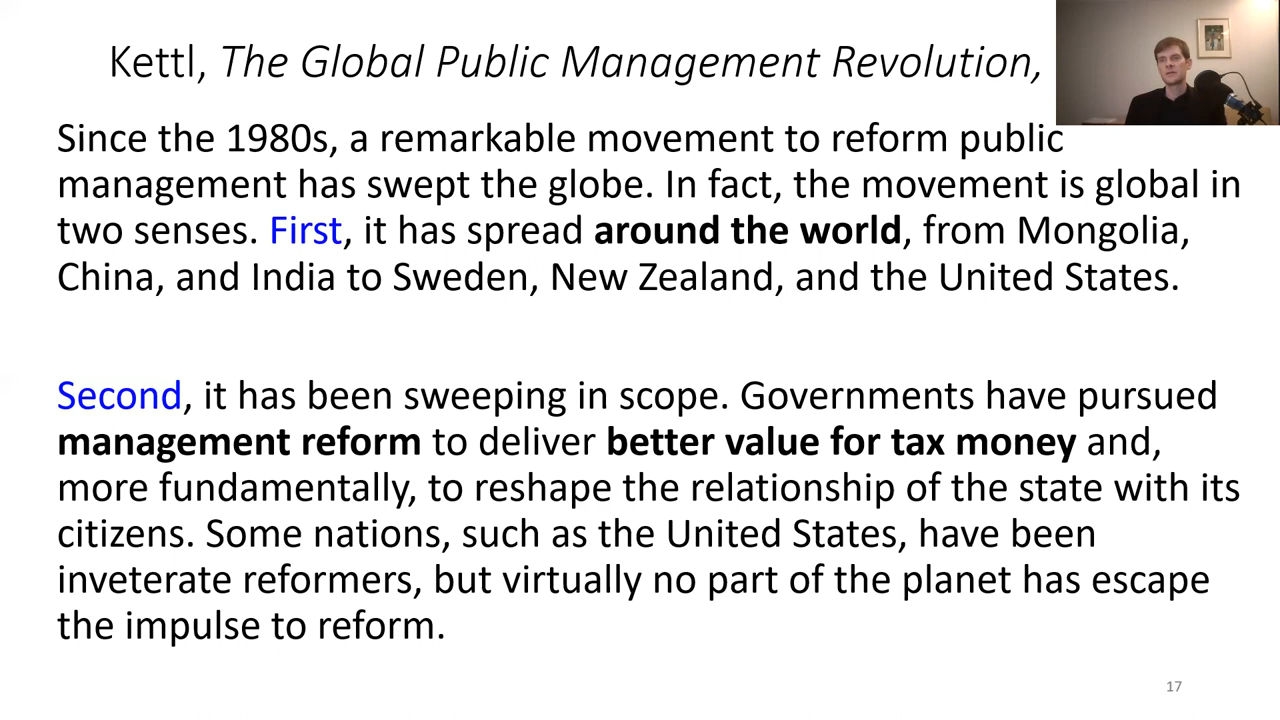 Kettl, The Global Public Management Revolution,
Since the 1980s, a remarkable movement to reform public
management has swept the globe. In fact, the movement is global in
two senses. First, it has spread around the world, from Mongolia,
China, and India to Sweden, New Zealand, and the United States.
Second, it has been sweeping in scope. Governments have pursued
management reform to deliver better value for tax money and,
more fundamentally, to reshape the relationship of the state with its
citizens. Some nations, such as the United States, have been
inveterate reformers, but virtually no part of the planet has escape
the impulse to reform.
17